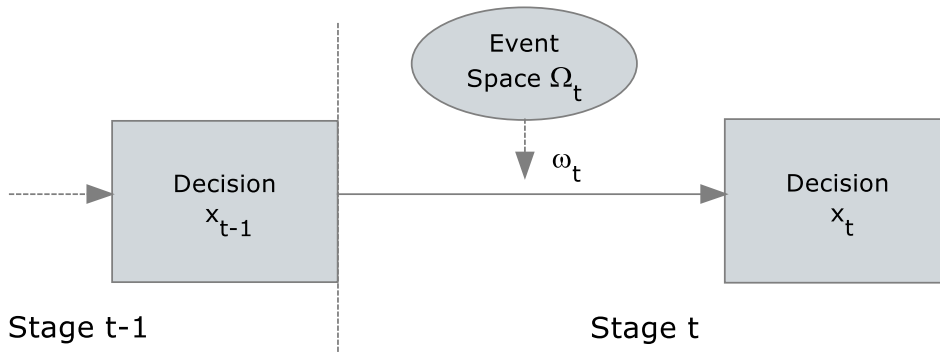 Event
Space Ωt
ωt
Decision
xt-1
Decision
xt
Stage t-1
Stage t